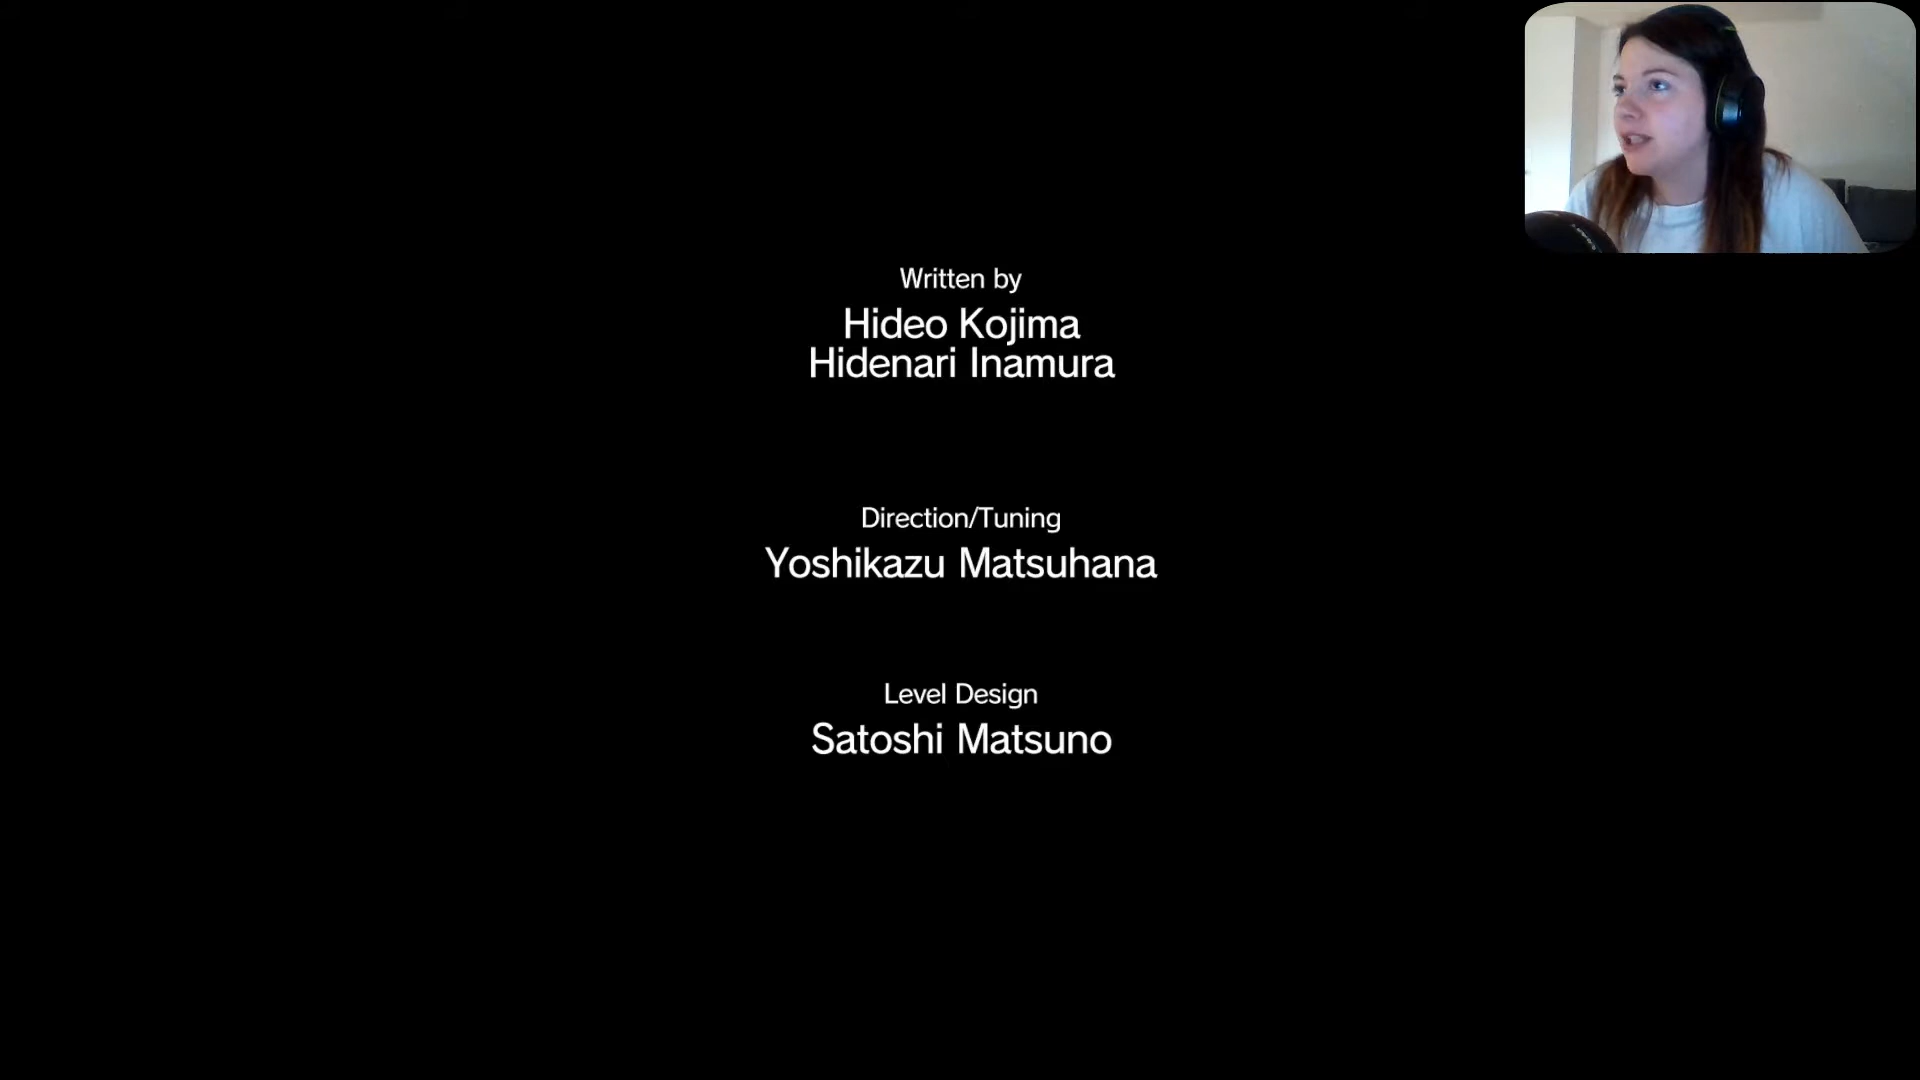 Written by
Hideo Kojima
Hidenari Inamura
Direction/Tuning
Yoshikazu Matsuhana
Level Design
Satoshi Matsuno